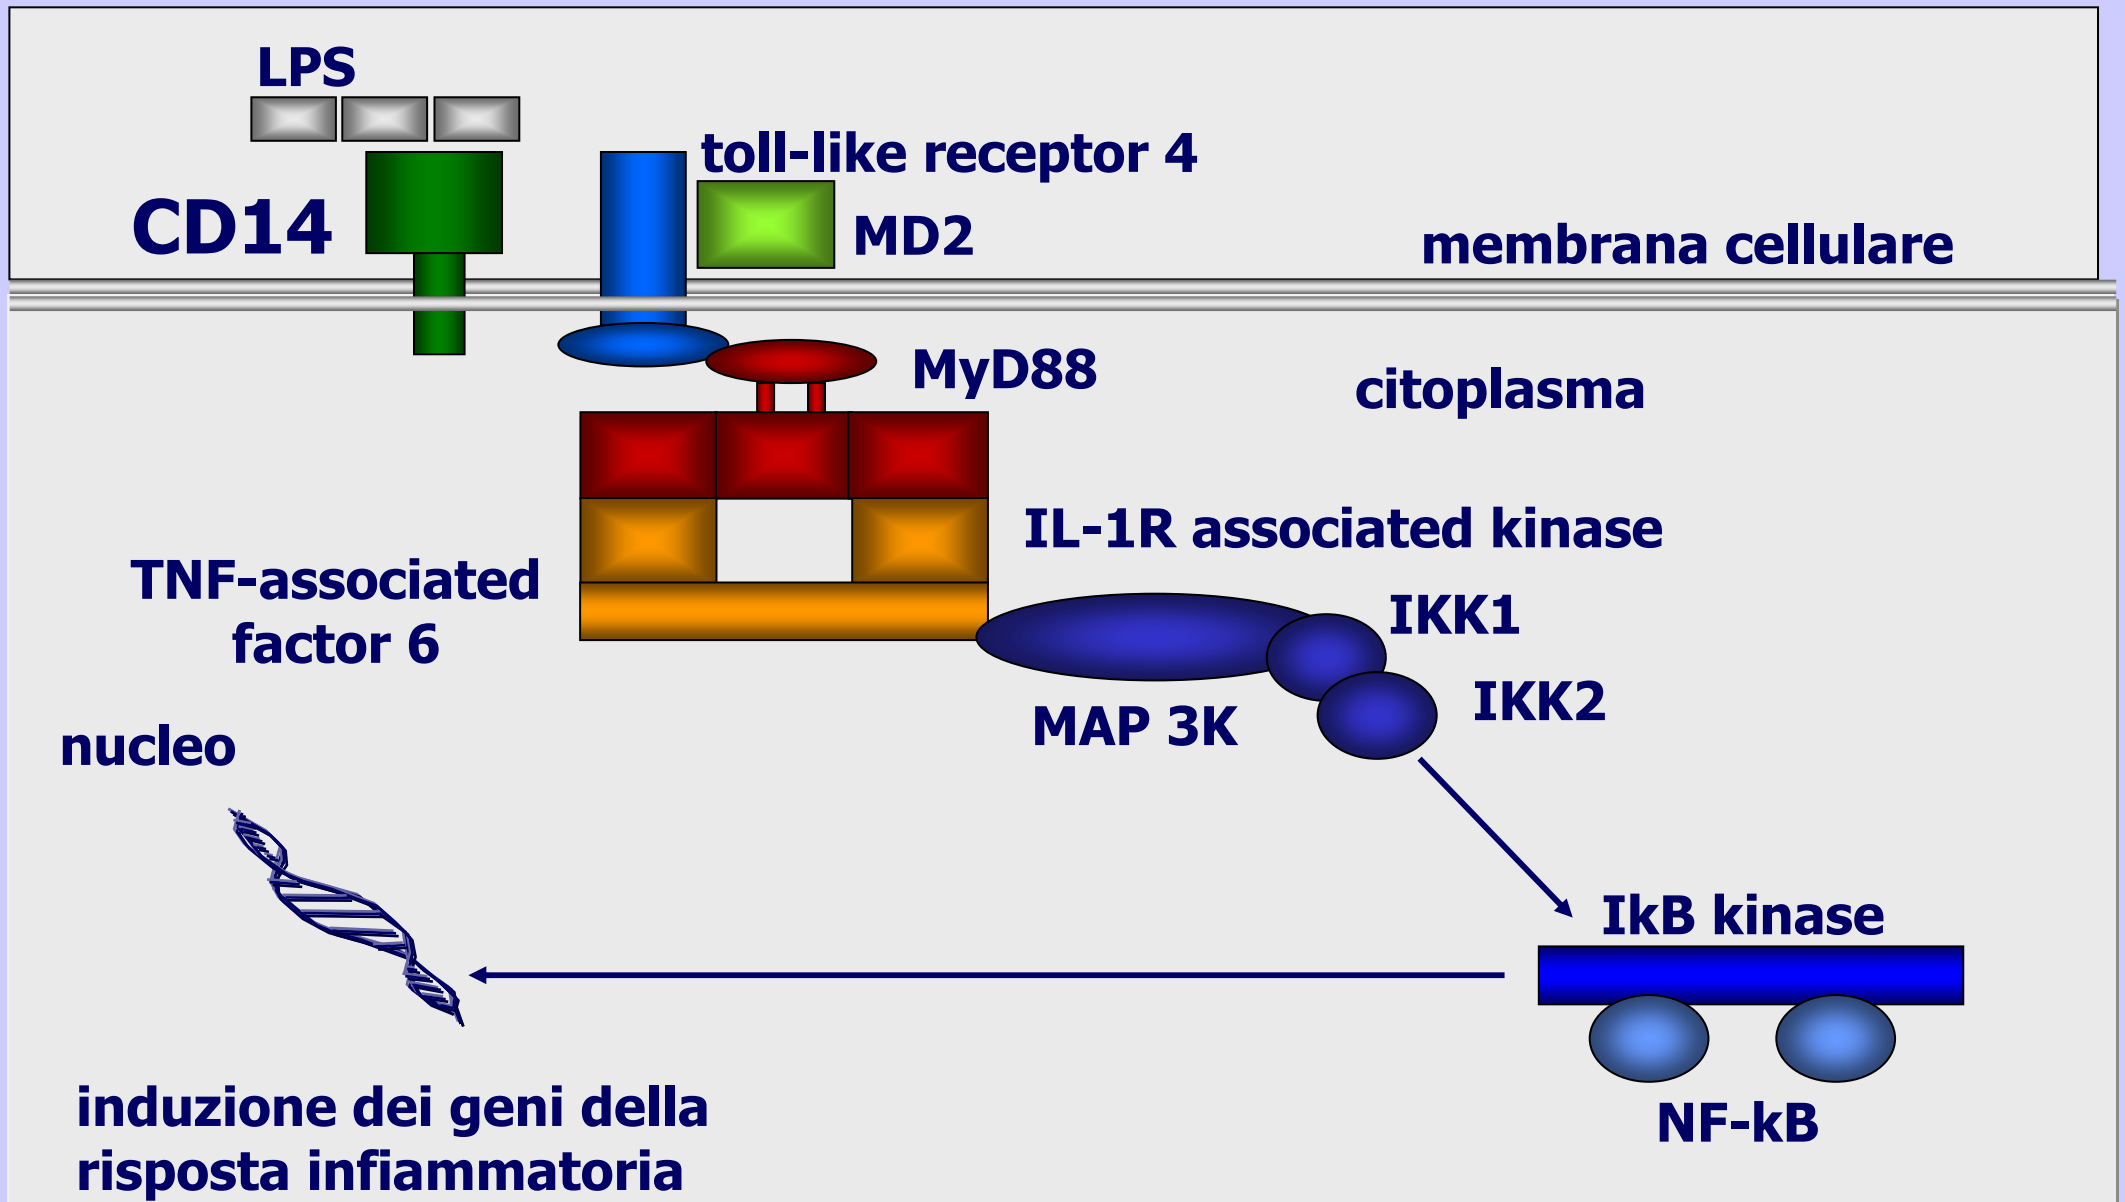 LPS
toll-like receptor 4
CD14
MD2
membrana cellulare
MyD88
citoplasma
IL-1R associated kinase
TNF-associated
factor 6
IKK1
IKK2
MAP 3K
nucleo
IkB kinase
NF-kB
induzione dei geni della
risposta infiammatoria